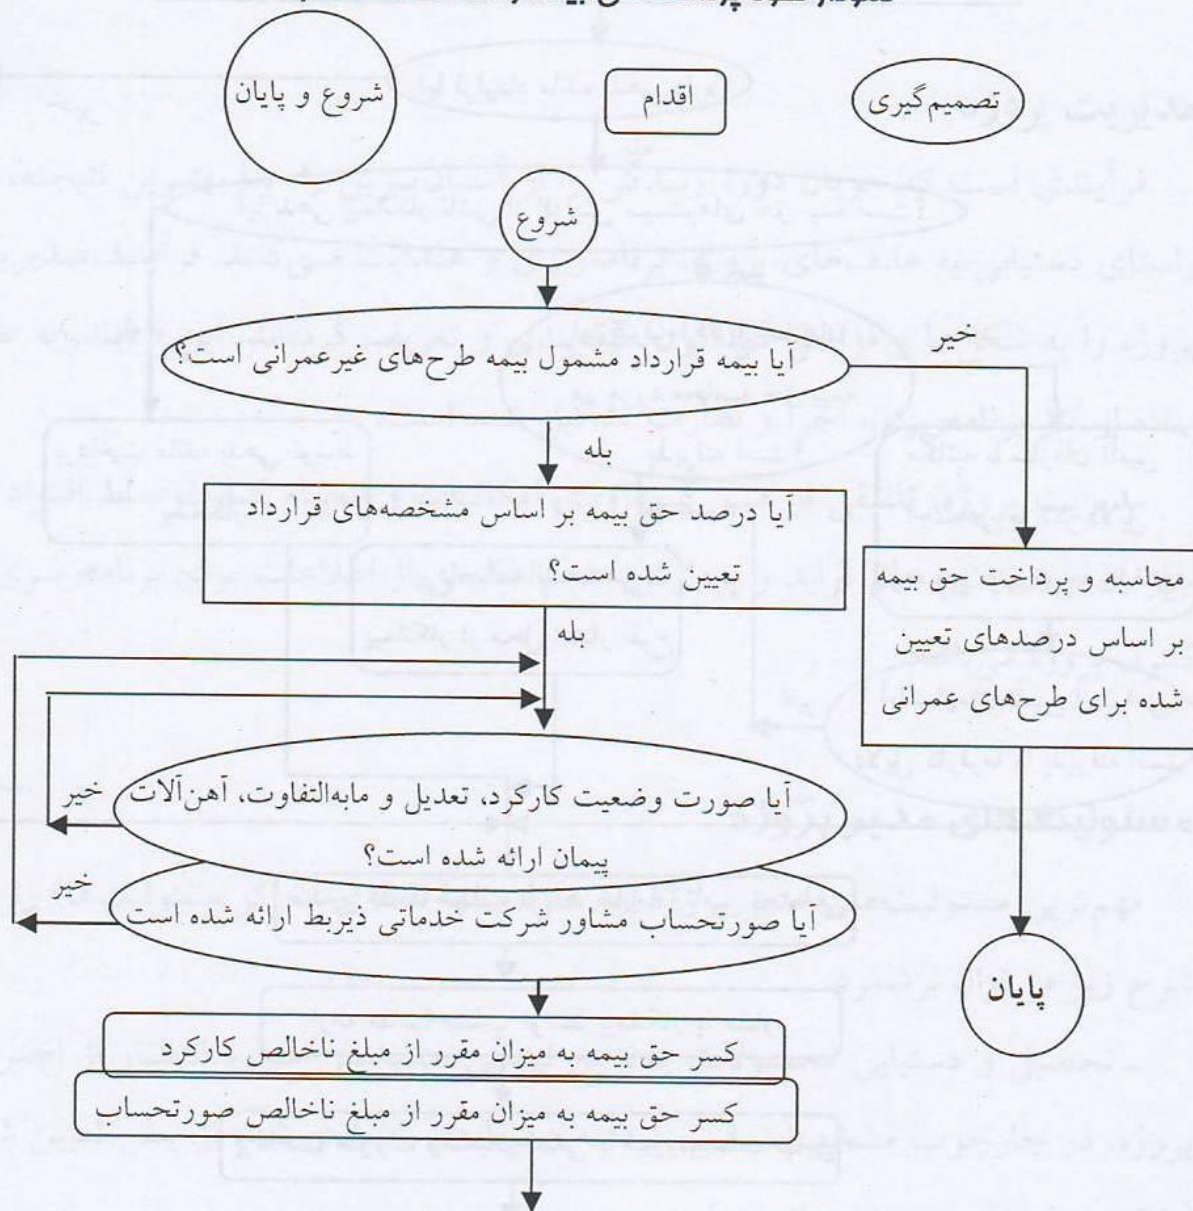 شروع و پایان
اقدام
تصمیم‌گیری
شروع
آیا بیمه قرارداد مشمول بیمه طرح‌های غیرعمرانی است؟
خیر
بله
آیا درصد حق بیمه بر اساس مشخصه‌های قرارداد
تعیین شده است؟
محاسبه و پرداخت حق بیمه
بر اساس درصدهای تعیین
شده برای طرح‌های عمرانی
بله
آیا صورت وضعیت کارکرد، تعدیل و مابه‌التفاوت، آهن‌آلات
پیمان ارائه شده است؟
خیر
آیا صورتحساب مشاور شرکت خدماتی ذیربط ارائه شده است
خیر
پایان
کسر حق بیمه به میزان مقرر از مبلغ ناخالص کارکرد
کسر حق بیمه به میزان مقرر از مبلغ ناخالص صورتحساب